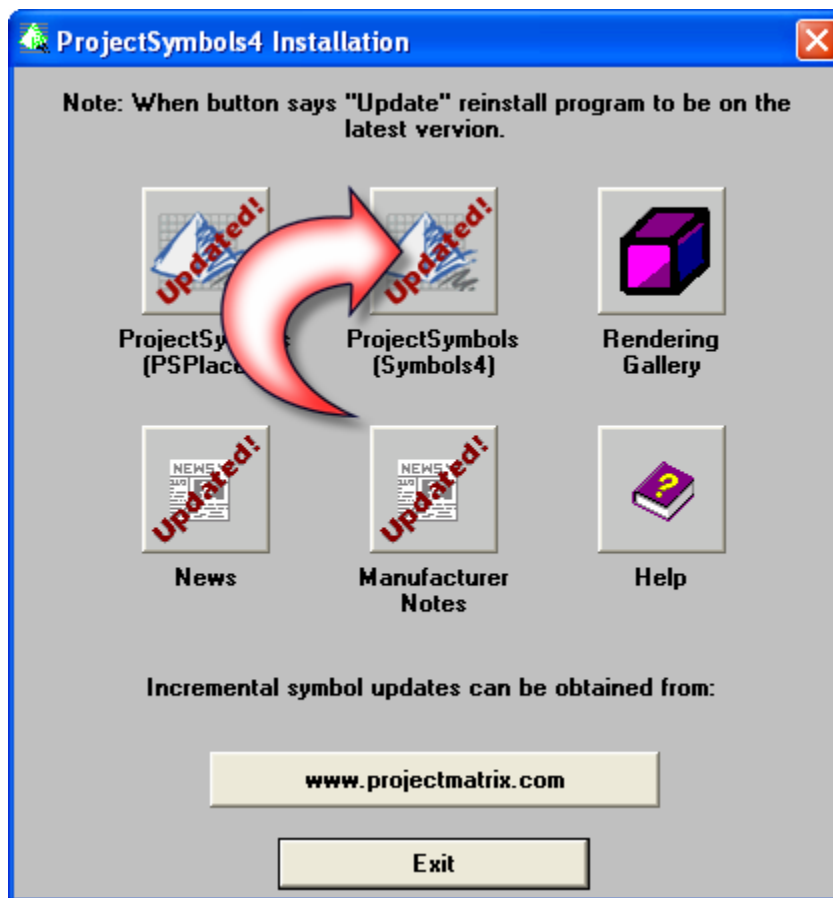 ProjectSymbols4 Installation
Note: When button says "Update" reinstall program to be on the
latest vervion.
Updated!
Updated!
ProjectSy
(PSPlace
ProjectSymbols
(Symbols4)
Rendering
Gallery
NEWS
Updated!
NEWS
Updated!
?
News
Manufacturer
Notes
Help
Incremental symbol updates can be obtained from:
www.projectmatrix.com
Exit